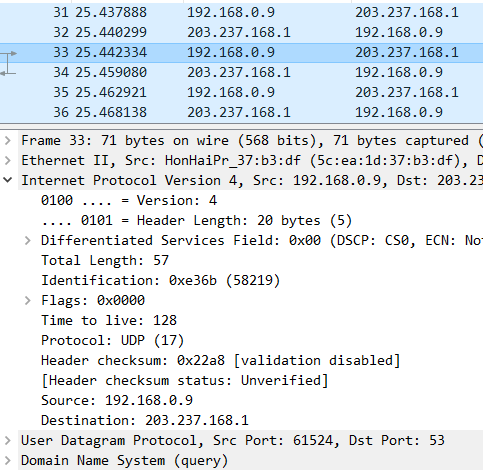 31 25.437888 192.168.0.9 203.237.168.1
32 25.440299 203.237.168.1 192.168.0.9
33 25.442334 192.168.0.9 203.237.168.1
34 25.459080 203.237.168.1 192.168.0.9
35 25.462921 192.168.0.9 203.237.168.1
36 25.468138 203.237.168.1 192.168.0.9
Frame 33: 71 bytes on wire (568 bits), 71 bytes captured (
Ethernet II, Src: HonHaiPr_37:b3:df (5c:ea:1d:37:b3:df), D
Internet Protocol Version 4, Src: 192.168.0.9, Dst: 203.23
0100 .... = Version: 4
.... 0101 = Header Length: 20 bytes (5)
Differentiated Services Field: 0x00 (DSCP: CS0, ECN: No
Total Length: 57
Identification: 0xe36b (58219)
Flags: 0x0000
Time to live: 128
Protocol: UDP (17)
Header checksum: 0x22a8 [validation disabled]
[Header checksum status: Unverified]
Source: 192.168.0.9
Destination: 203.237.168.1
User Datagram Protocol, Src Port: 61524, Dst Port: 53
Domain Name System (query)